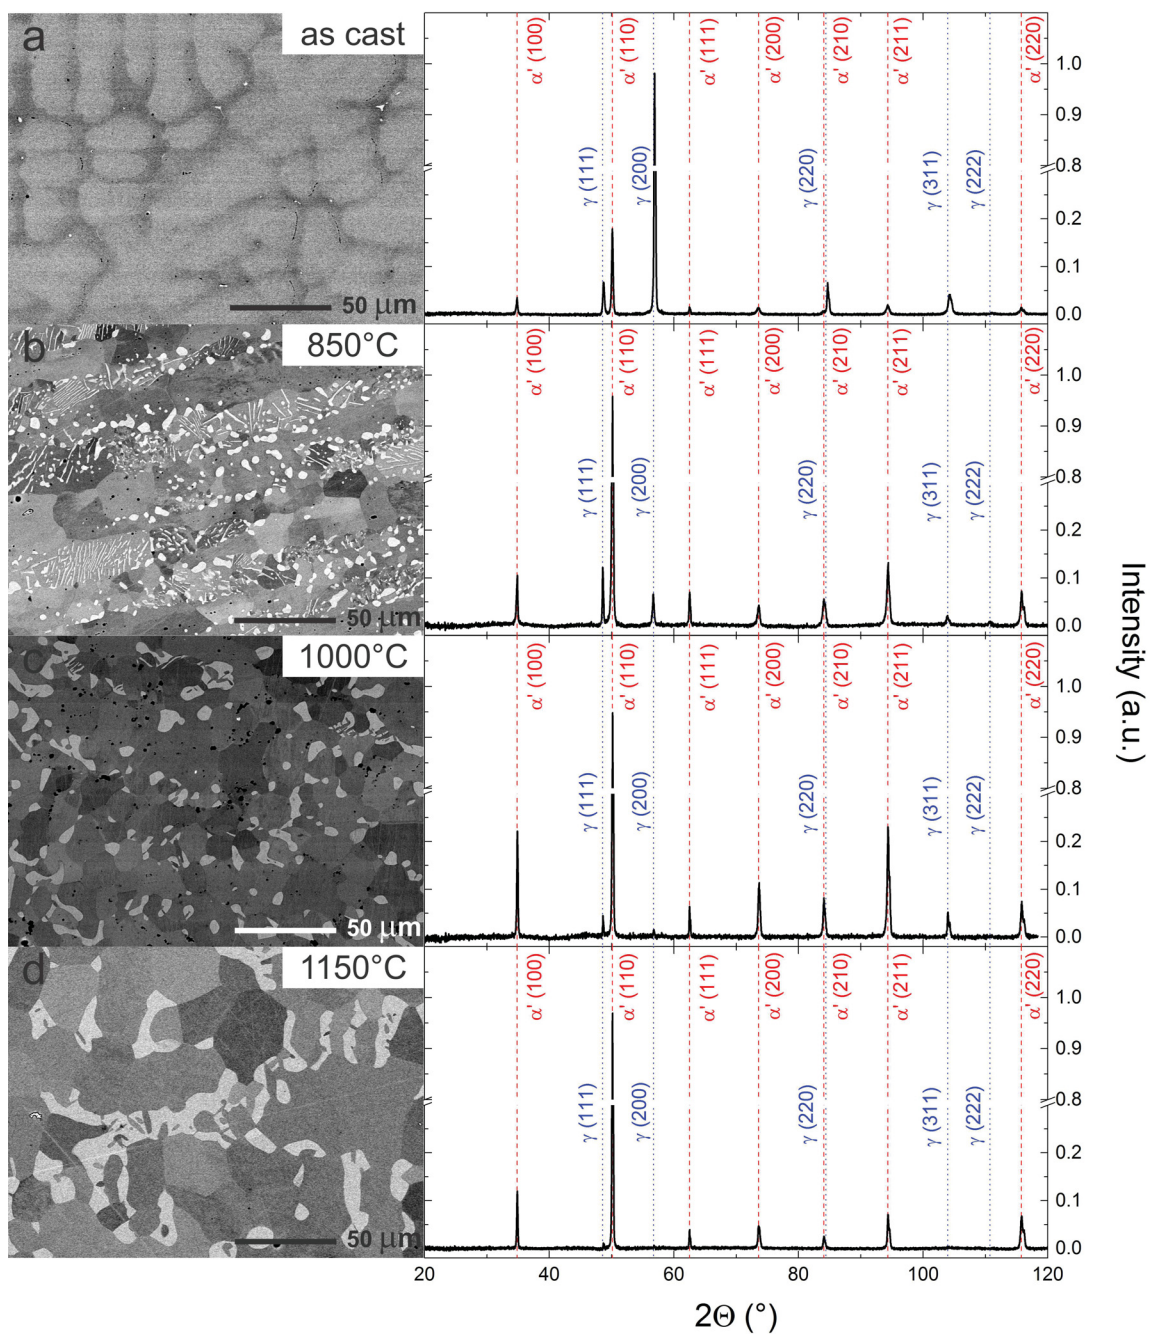 a
as cast
50 μm
α' (100)
γ (111)
α' (110)
γ (200)
α' (111)
α' (200)
γ (220)
α' (210)
α' (211)
γ (311)
γ (222)
α' (220)
1.0
0.9
0.8
0.2
0.1
0.0
b
850°C
50 μm
α' (100)
γ (111)
α' (110)
γ (200)
α' (111)
α' (200)
γ (220)
α' (210)
α' (211)
γ (311)
γ (222)
α' (220)
1.0
0.9
0.8
0.2
0.1
0.0
c
1000°C
50 μm
α' (100)
γ (111)
α' (110)
γ (200)
α' (111)
α' (200)
γ (220)
α' (210)
α' (211)
γ (311)
γ (222)
α' (220)
1.0
0.9
0.8
0.2
0.1
0.0
d
1150°C
50 μm
α' (100)
γ (111)
α' (110)
γ (200)
α' (111)
α' (200)
γ (220)
α' (210)
α' (211)
γ (311)
γ (222)
α' (220)
1.0
0.9
0.8
0.2
0.1
0.0
Intensity (a.u.)
20 40 60 80 100 120
2Θ (°)